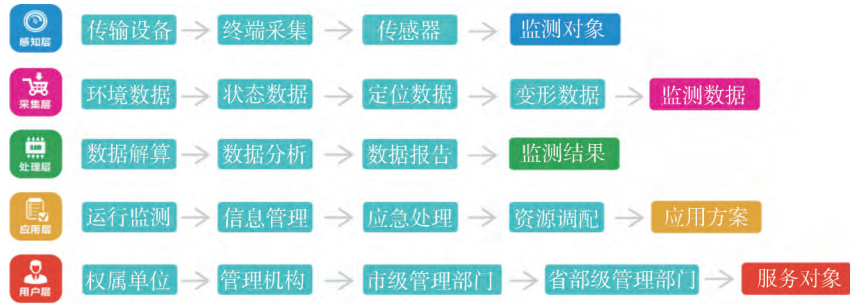 感知层 传输设备 终端采集 传感器 监测对象
采集层 环境数据 状态数据 定位数据 变形数据 监测数据
处理层 数据解算 数据分析 数据报告 监测结果
应用层 运行监测 信息管理 应急处理 资源调配 应用方案
用户层 权属单位 管理机构 市级管理部门 省部级管理部门 服务对象